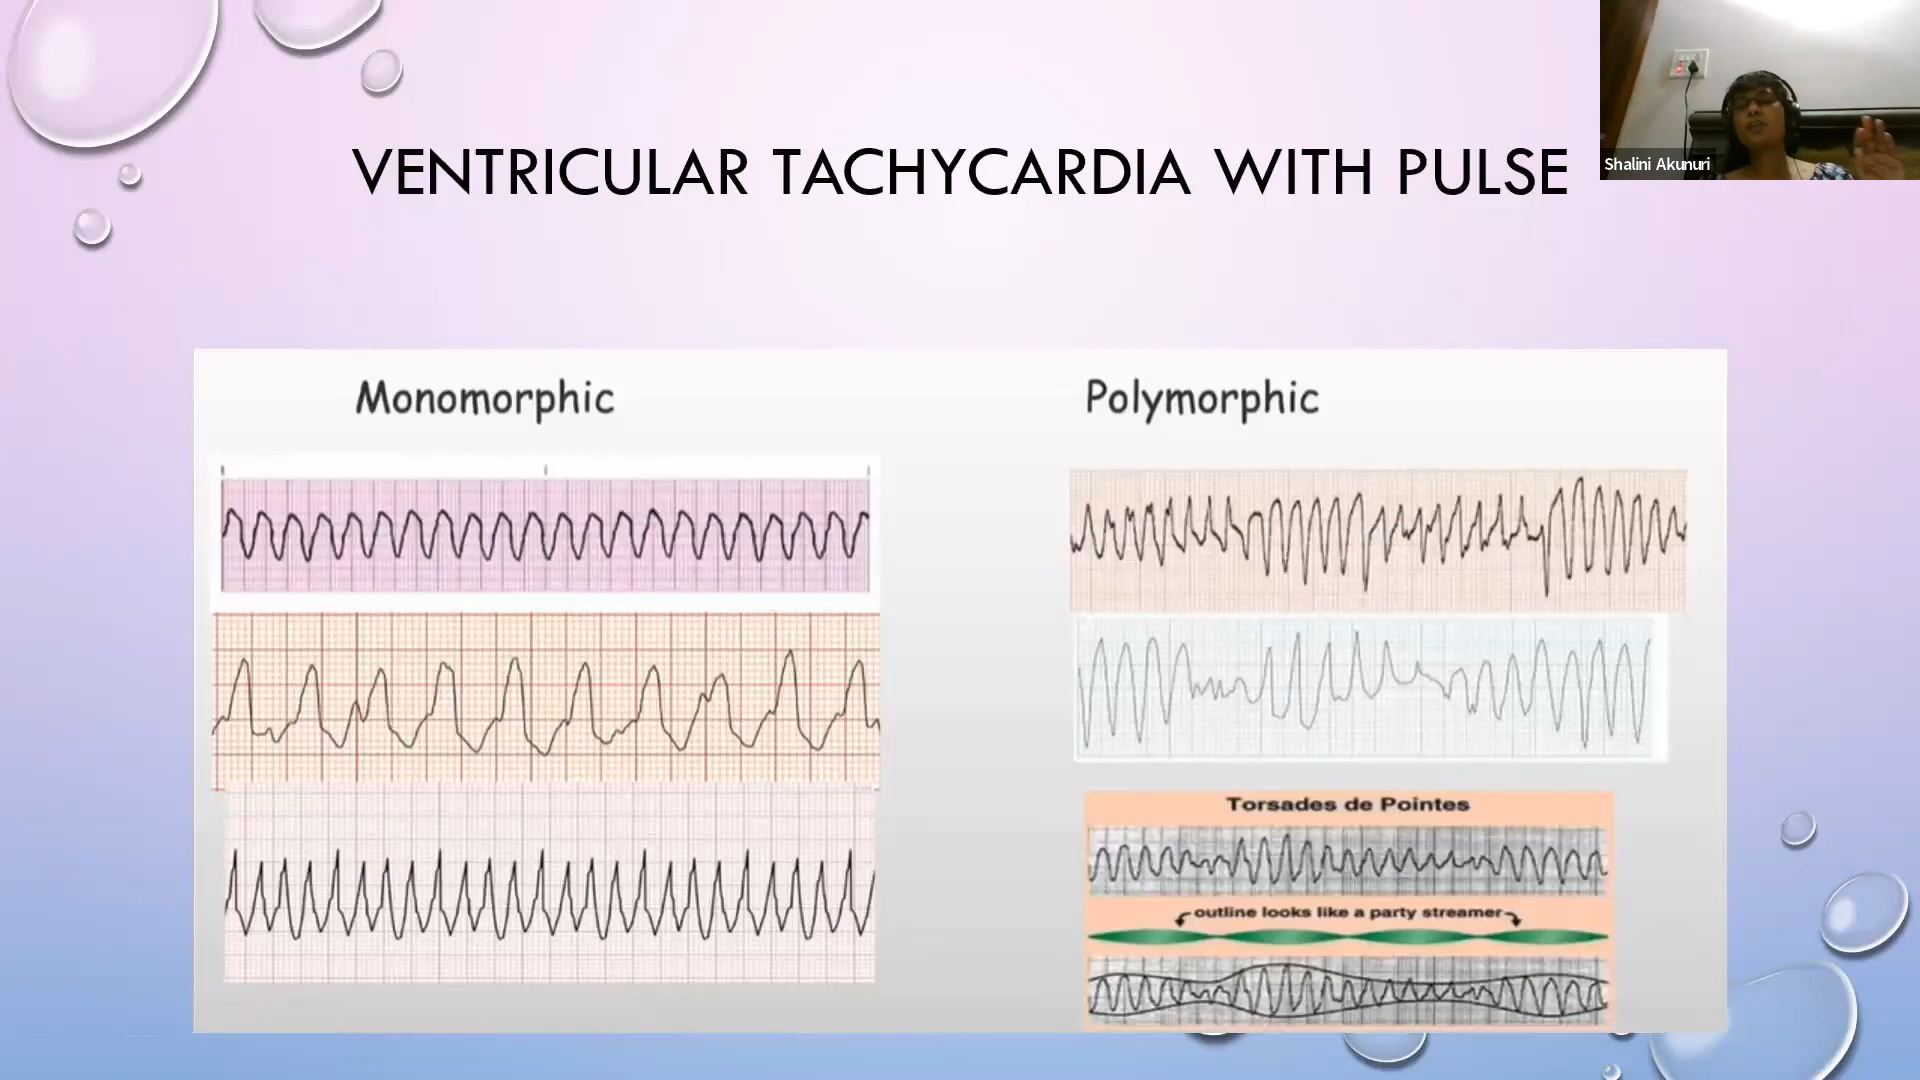 VENTRICULAR TACHYCARDIA WITH PULSE
Shalini Akunuri
Monomorphic
Polymorphic
Torsades de Pointes
outline looks like a party streamer